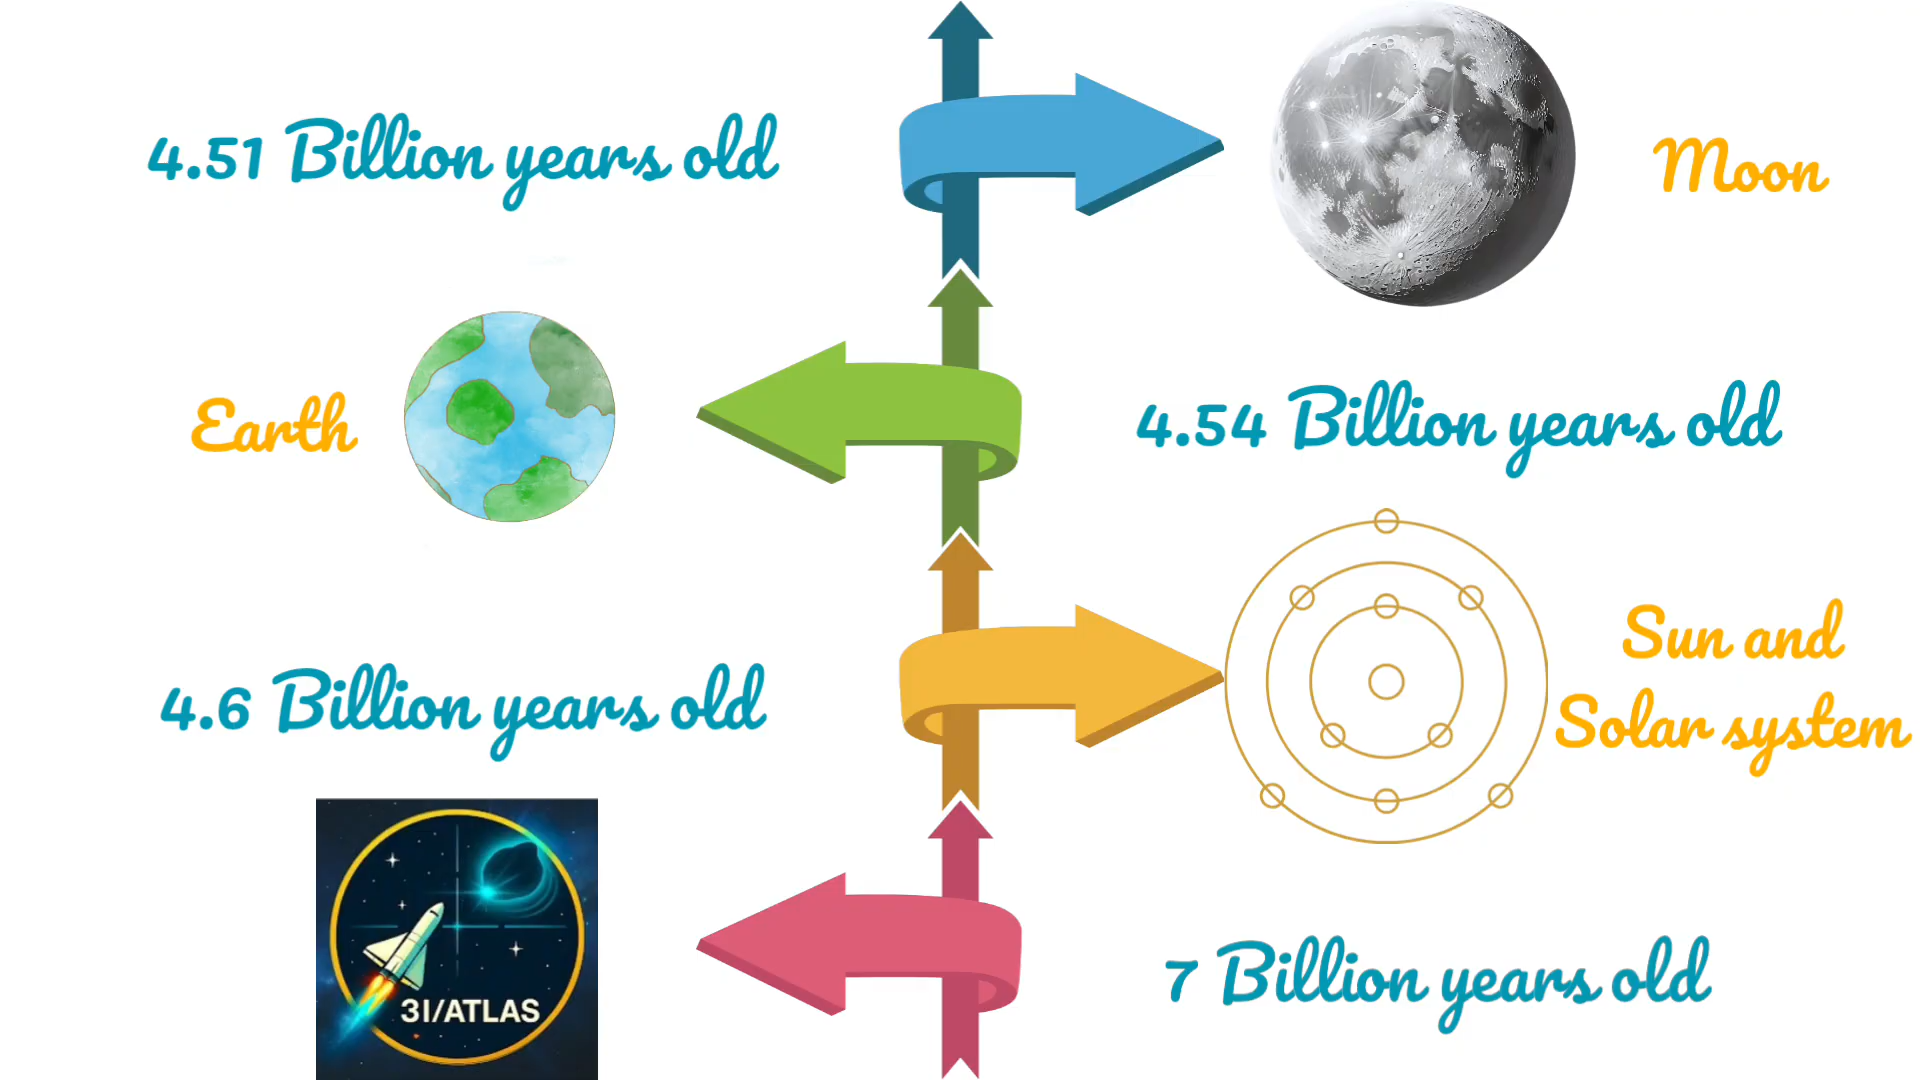 4.51 Billion years old
Moon
Earth
4.54 Billion years old
4.6 Billion years old
Sun and
Solar system
3I/ATLAS
7 Billion years old